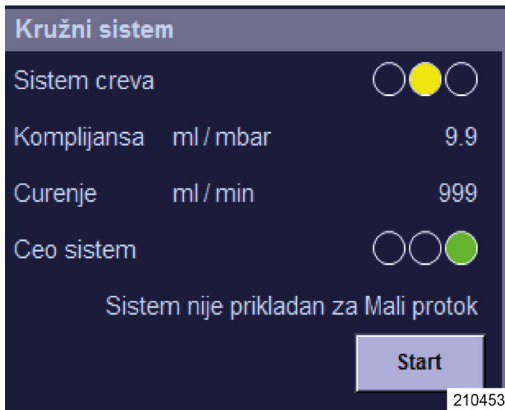 Kružni sistem
Sistem creva
Komplijansa ml / mbar 9.9
Curenje ml / min 999
Ceo sistem
Sistem nije prikladan za Mali protok
Start
210453